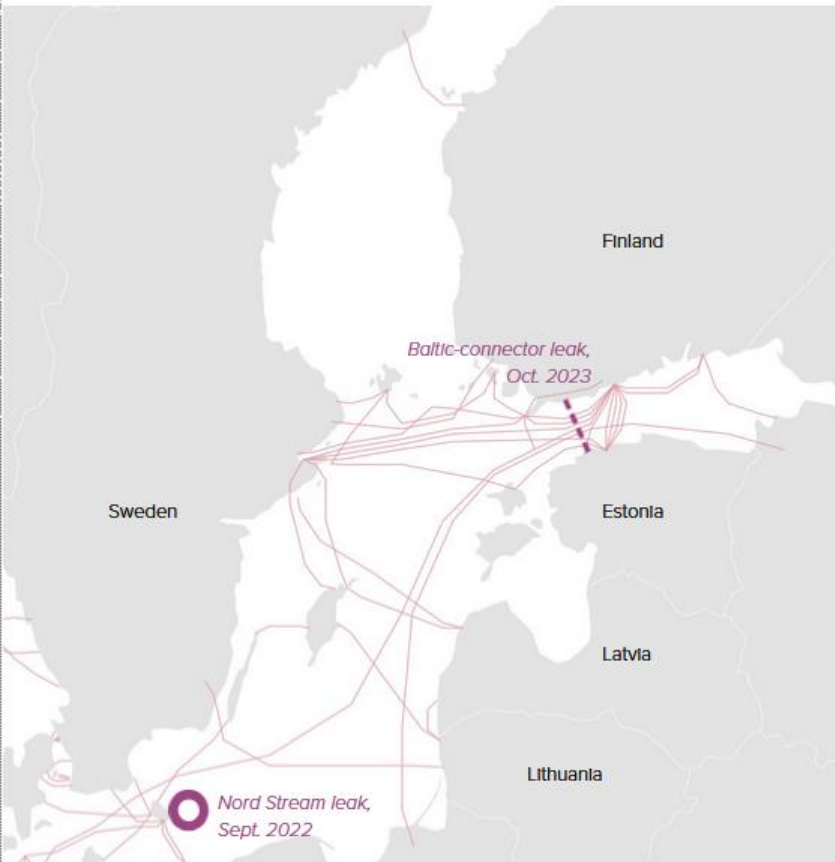 Finland
Baltic-connector leak,
Oct. 2023
Sweden
Estonia
Latvia
Lithuania
Nord Stream leak,
Sept. 2022